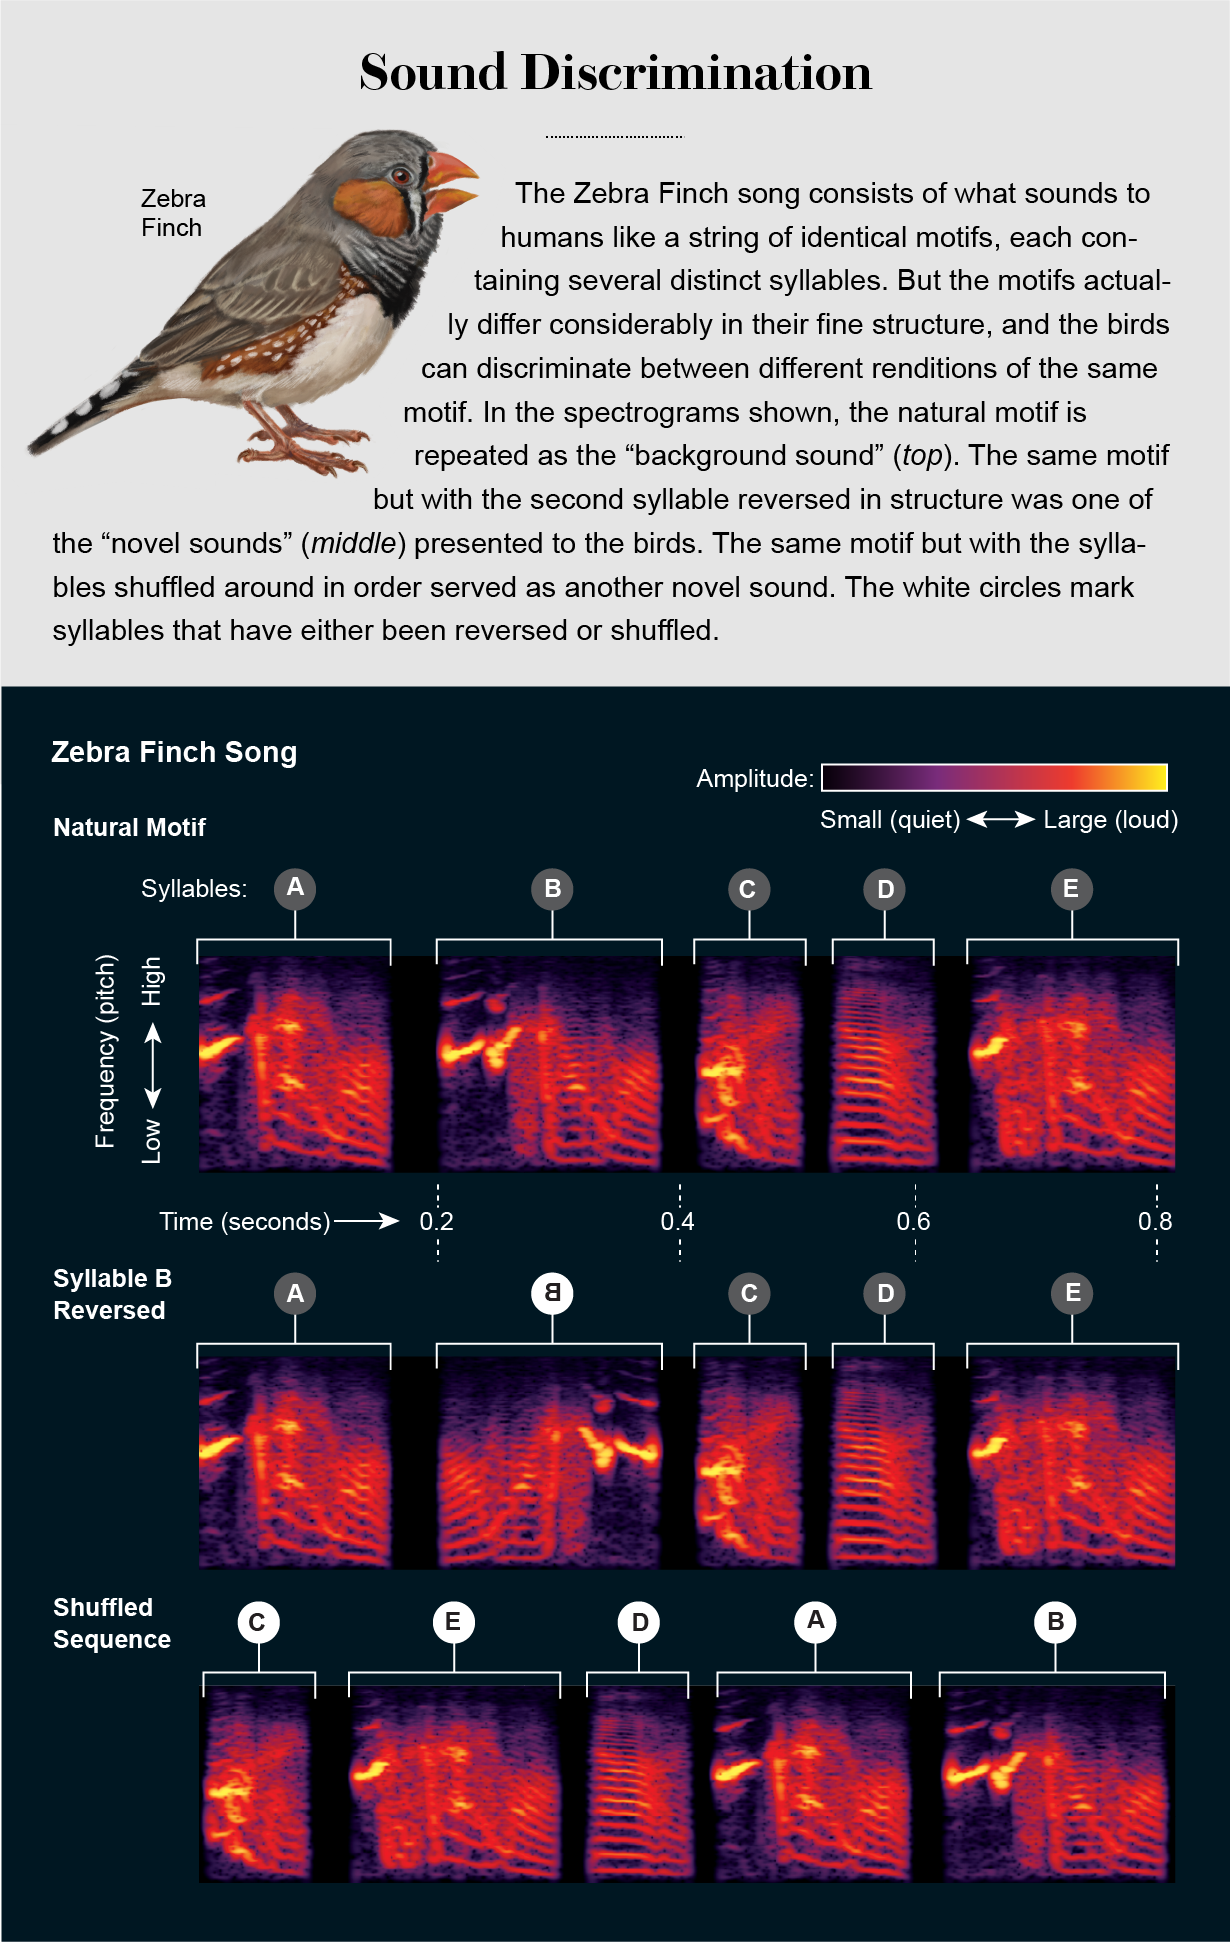 Sound Discrimination
Zebra
Finch
The Zebra Finch song consists of what sounds to
humans like a string of identical motifs, each con-
taining several distinct syllables. But the motifs actual-
ly differ considerably in their fine structure, and the birds
can discriminate between different renditions of the same
motif. In the spectrograms shown, the natural motif is
repeated as the “background sound” (top). The same motif
but with the second syllable reversed in structure was one of
the “novel sounds” (middle) presented to the birds. The same motif but with the sylla-
bles shuffled around in order served as another novel sound. The white circles mark
syllables that have either been reversed or shuffled.
Zebra Finch Song
Amplitude:
Small (quiet) Large (loud)
Natural Motif
Syllables: A B C D E
Frequency (pitch)
Low High
Time (seconds) 0.2 0.4 0.6 0.8
Syllable B
Reversed
A B C D E
Shuffled
Sequence
C E D A B